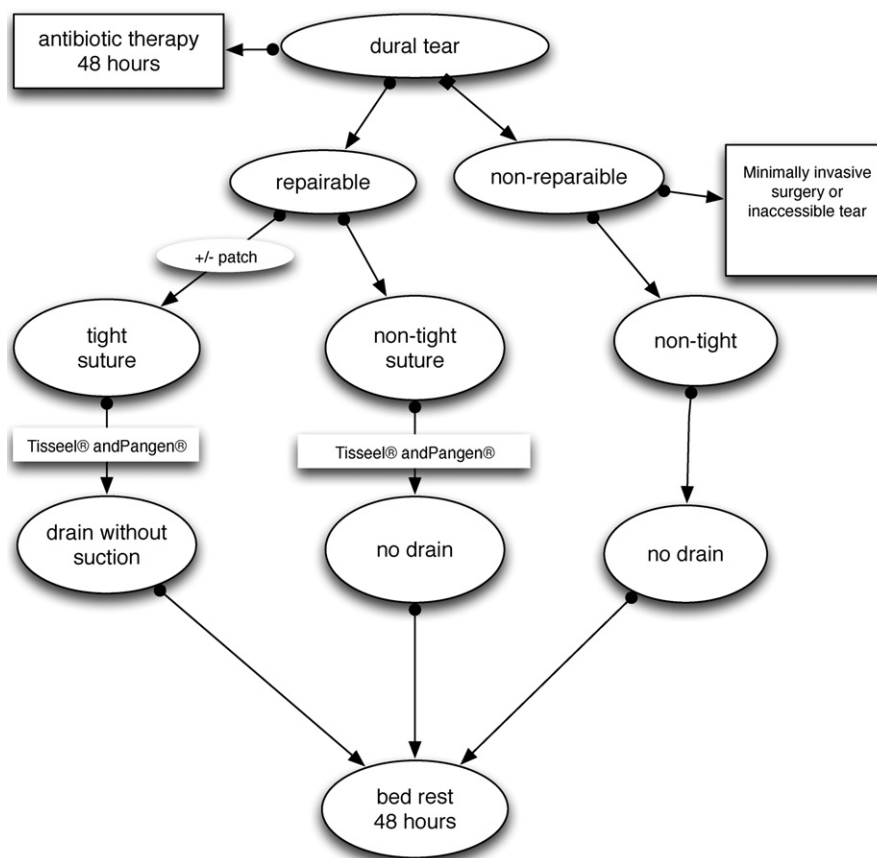 antibiotic therapy
48 hours
dural tear
repairable
non-reparaible
Minimally invasive
surgery or
inaccessible tear
+/- patch
tight
suture
non-tight
suture
non-tight
Tisseel® andPangen®
Tisseel® andPangen®
drain without
suction
no drain
no drain
bed rest
48 hours